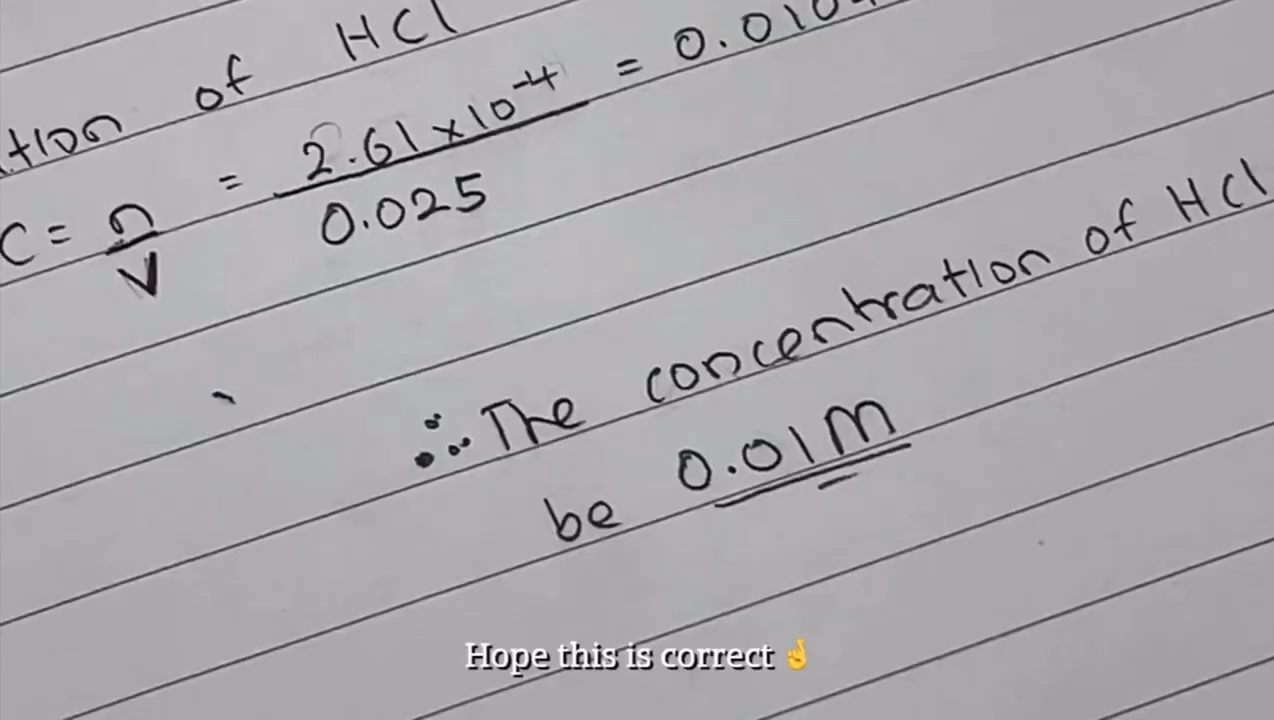 of HCl
C = n/V = 2.61 x 10⁻⁴ / 0.025 = 0.010
∴ The concentration of HCl
be 0.01M
Hope this is correct 🤞